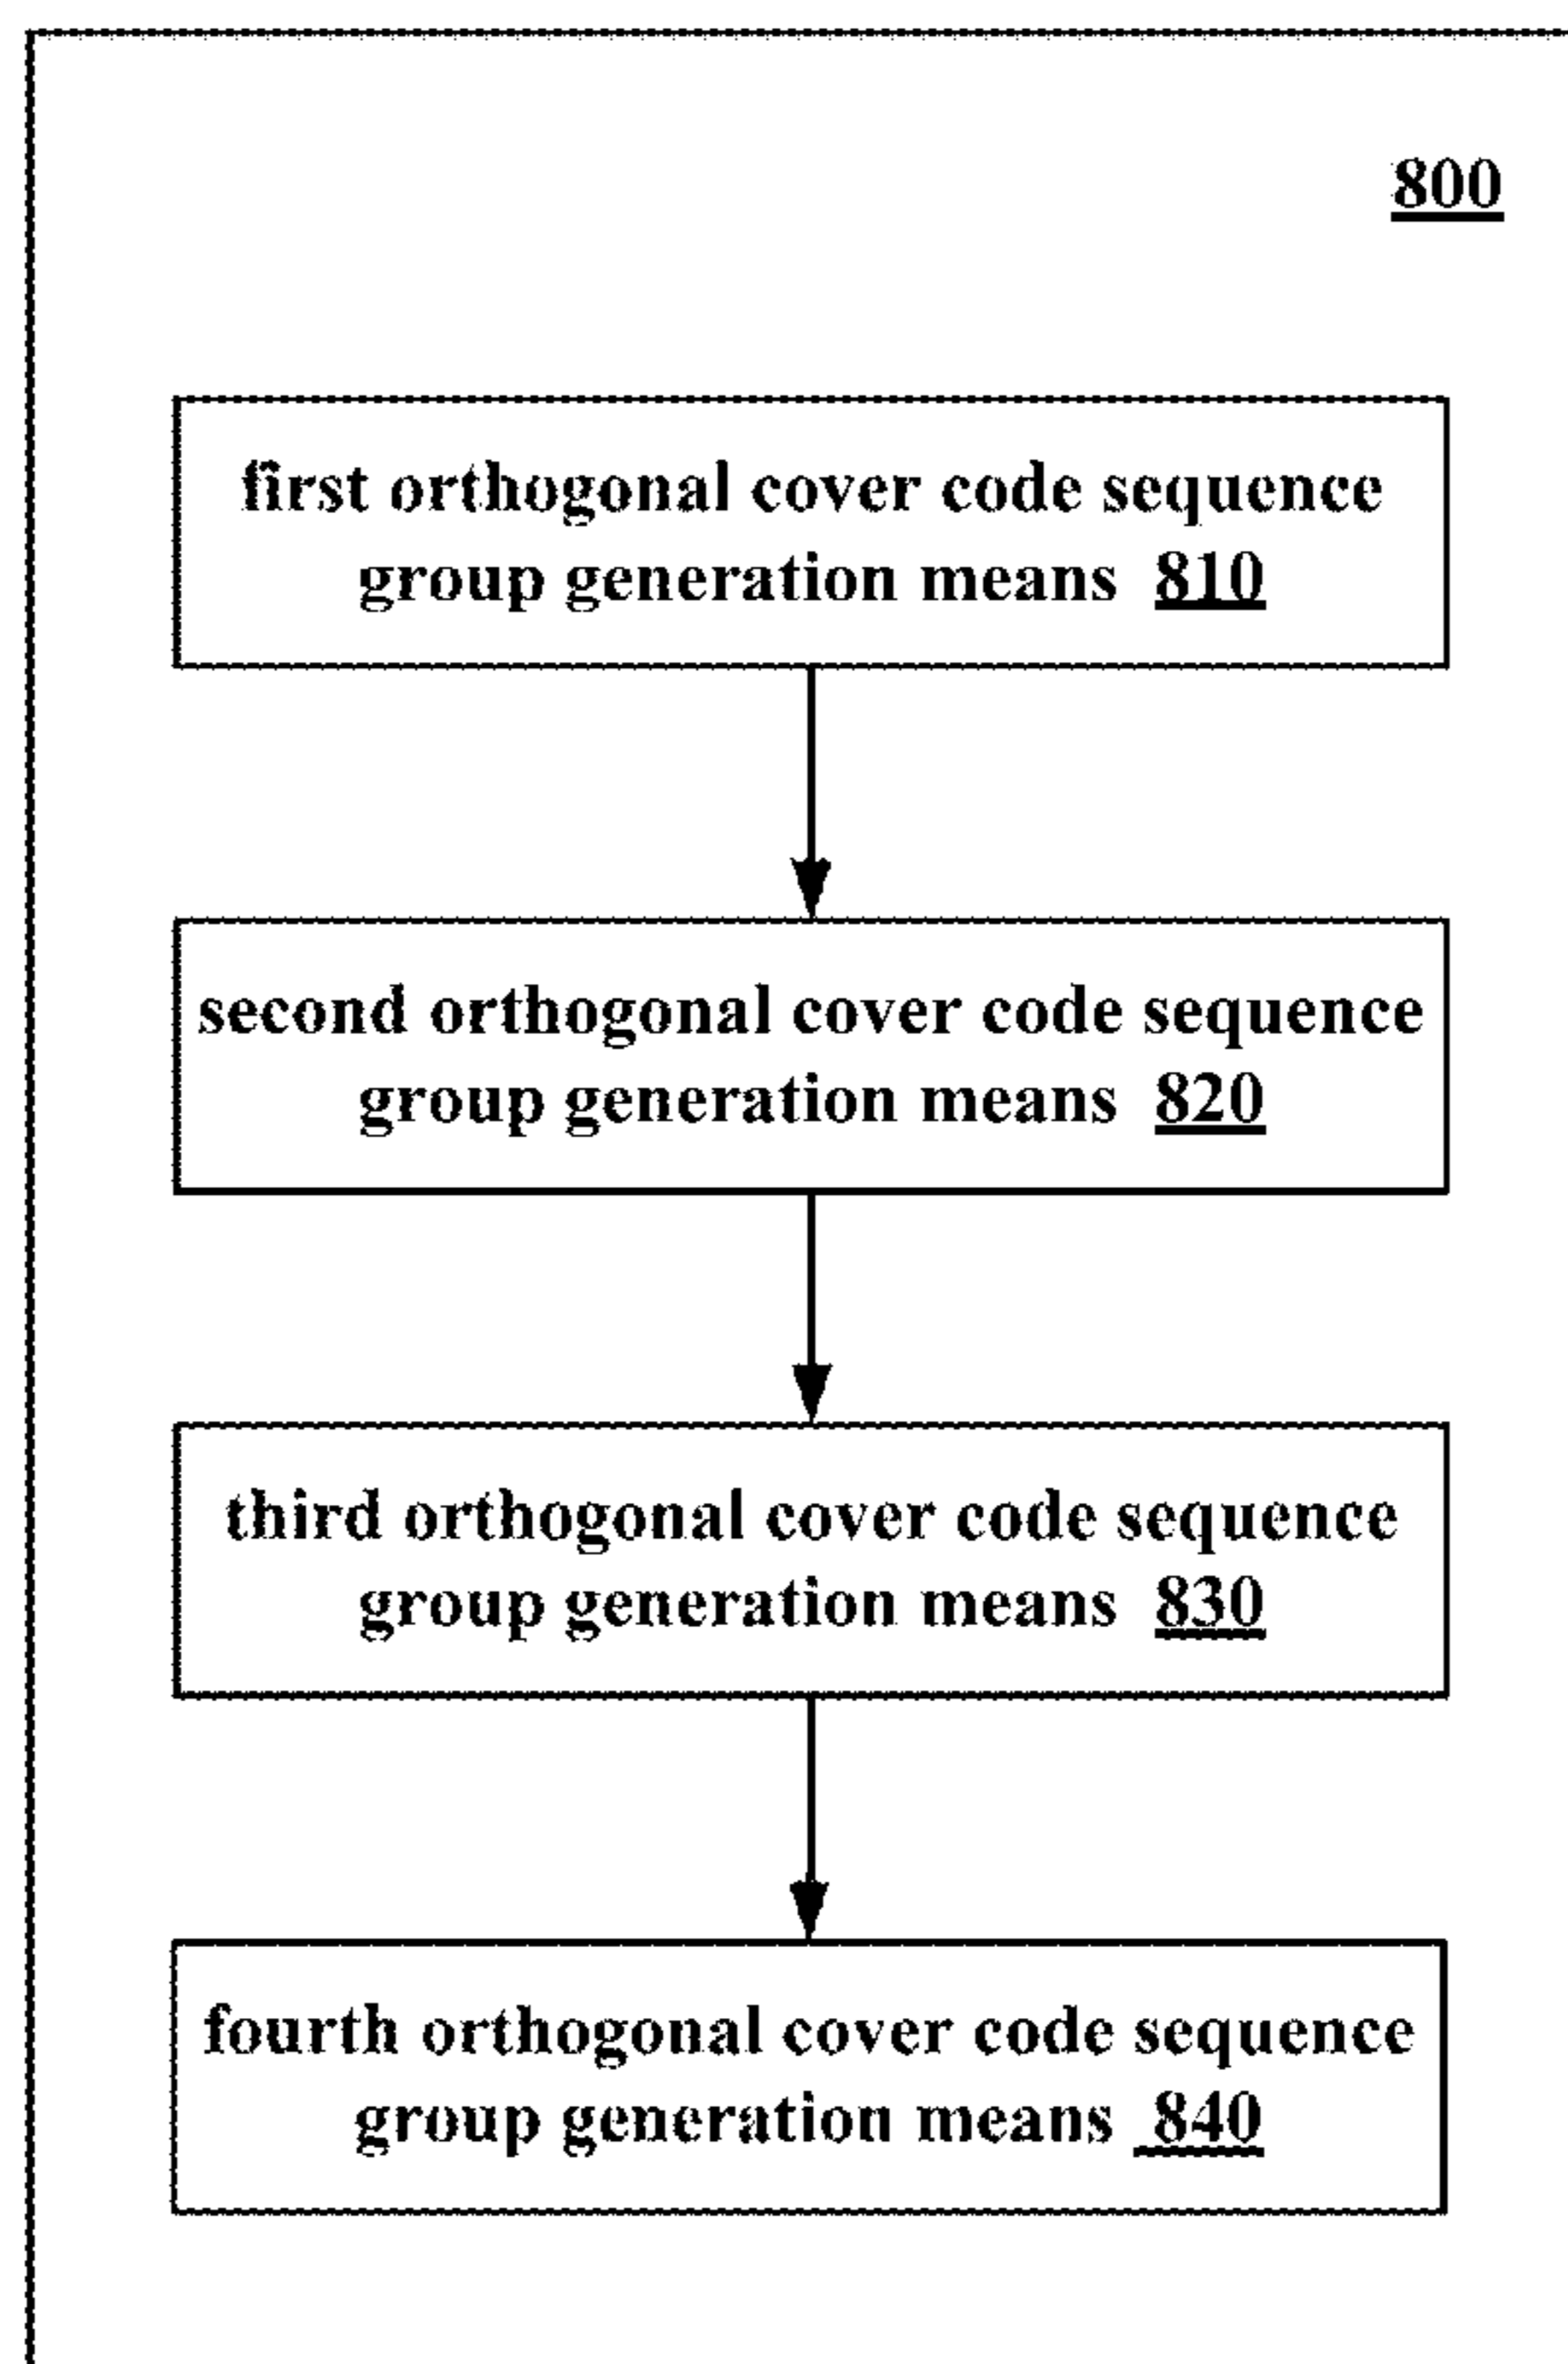 800
first orthogonal cover code sequence
group generation means 810
second orthogonal cover code sequence
group generation means 820
third orthogonal cover code sequence
group generation means 830
fourth orthogonal cover code sequence
group generation means 840